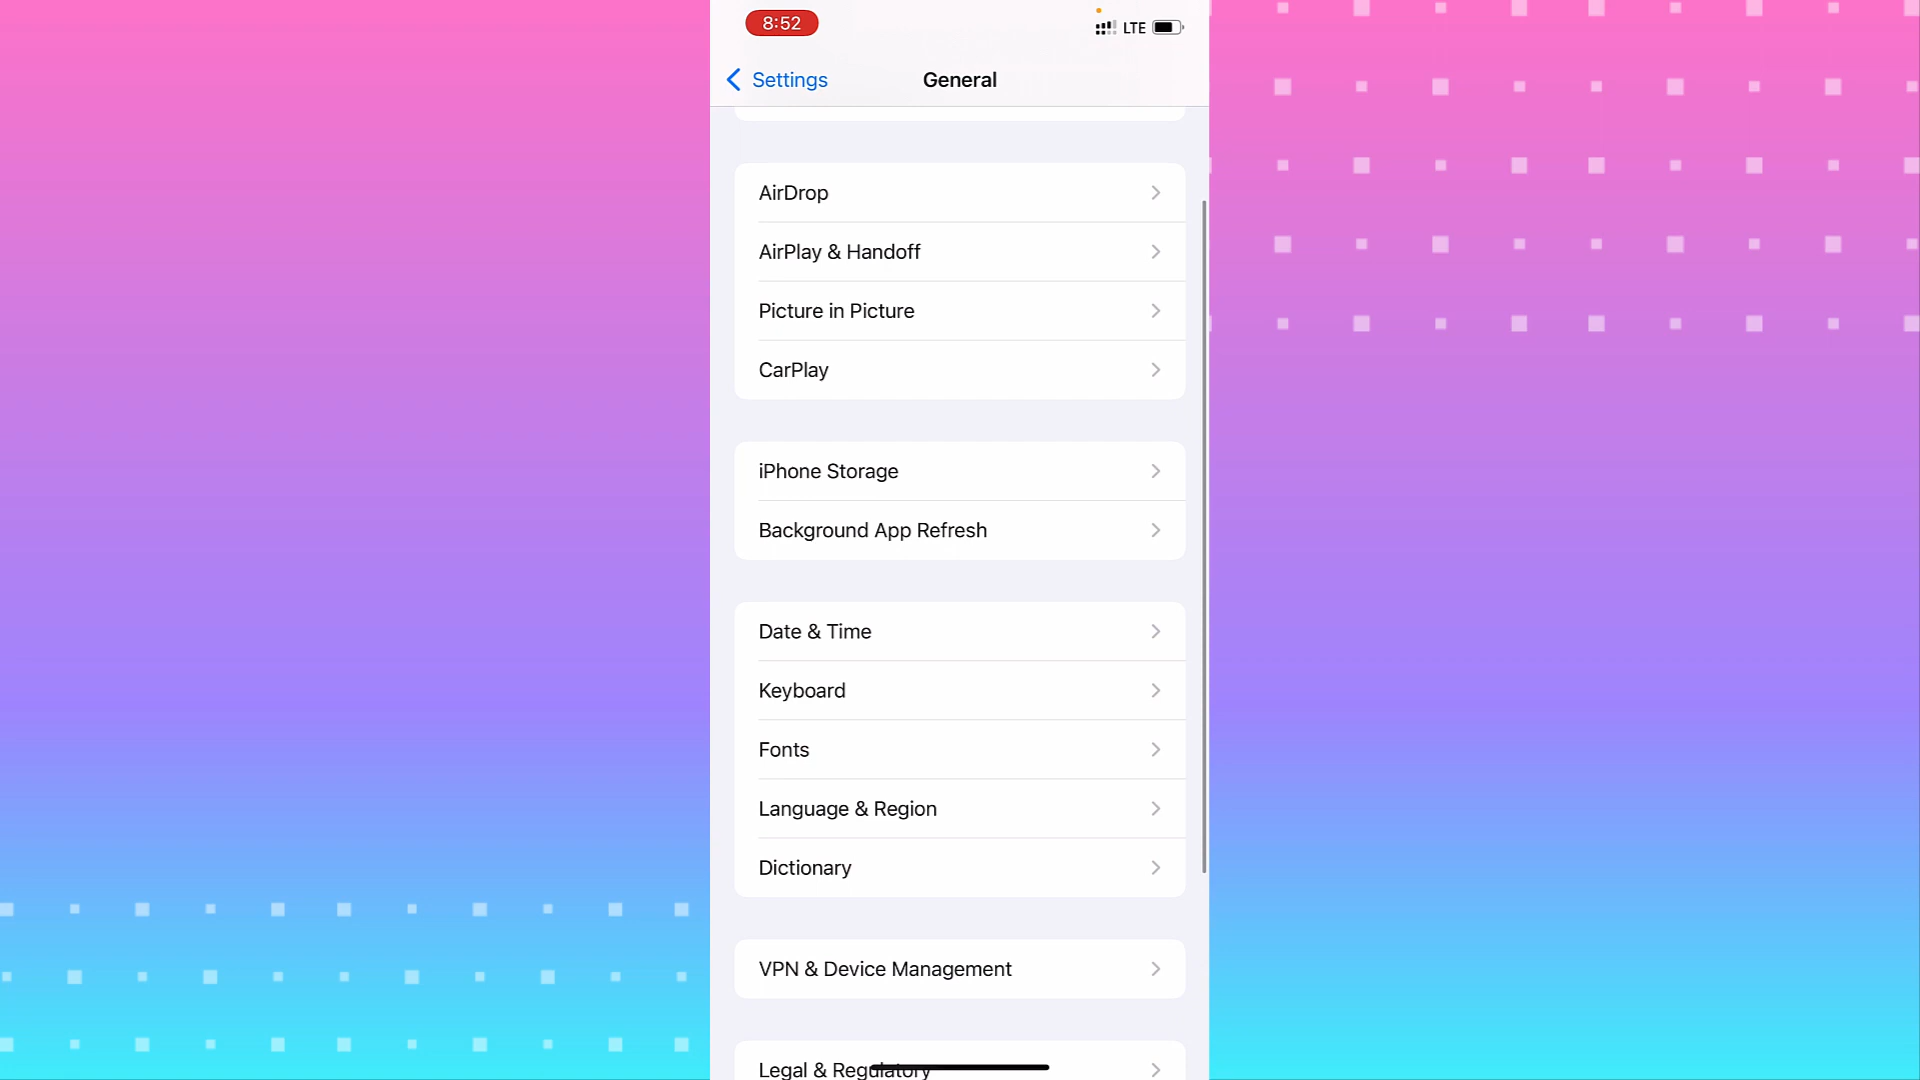 8:52
LTE
Settings
General
AirDrop
AirPlay & Handoff
Picture in Picture
CarPlay
iPhone Storage
Background App Refresh
Date & Time
Keyboard
Fonts
Language & Region
Dictionary
VPN & Device Management
Legal & Regulatory